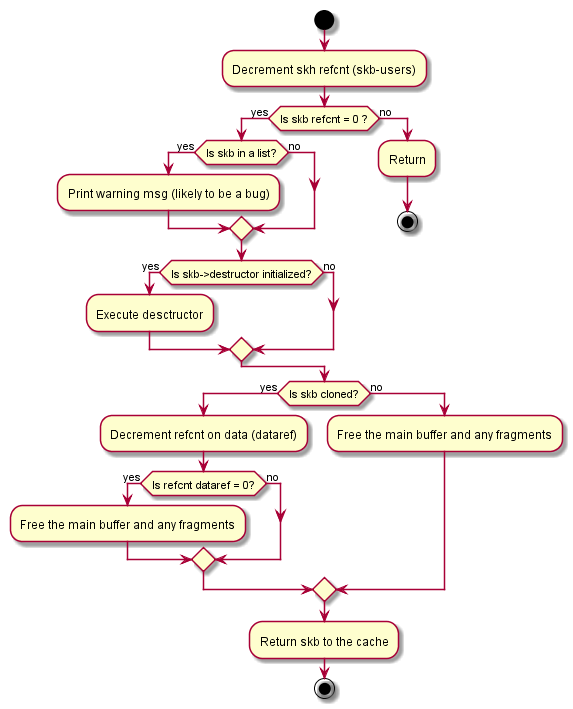 Decrement skh refcnt (skb-users)
yes
Is skb refcnt = 0 ?
no
yes
Is skb in a list?
no
Return
Print warning msg (likely to be a bug)
yes
Is skb->destructor initialized?
no
Execute desctructor
yes
Is skb cloned?
no
Decrement refcnt on data (dataref)
Free the main buffer and any fragments
yes
Is refcnt dataref = 0?
no
Free the main buffer and any fragments
Return skb to the cache